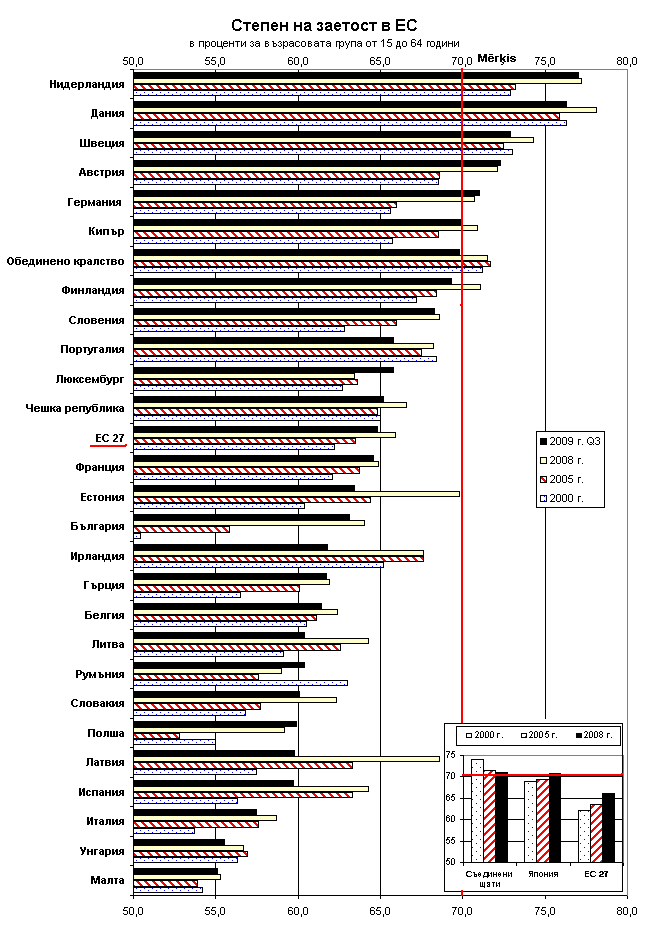 Степен на заетост в ЕС
в проценти за възрасовата група от 15 до 64 години
Mērķis
50,0 55,0 60,0 65,0 70,0 75,0 80,0
Нидерландия
Дания
Швеция
Австрия
Германия
Кипър
Обединено кралство
Финландия
Словения
Португалия
Люксембург
Чешка република
ЕС 27
Франция
Естония
България
Ирландия
Гърция
Белгия
Литва
Румъния
Словакия
Полша
Латвия
Испания
Италия
Унгария
Малта
50,0 55,0 60,0 65,0 70,0 75,0 80,0
2009 г. Q3
2008 г.
2005 г.
2000 г.
2000 г. 2005 г. 2008 г.
75
70
65
60
55
50
Съединени щати Япония ЕС 27